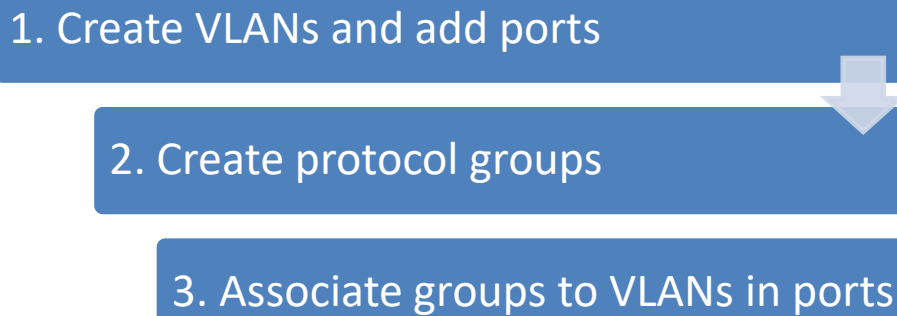 1. Create VLANs and add ports
2. Create protocol groups
3. Associate groups to VLANs in ports